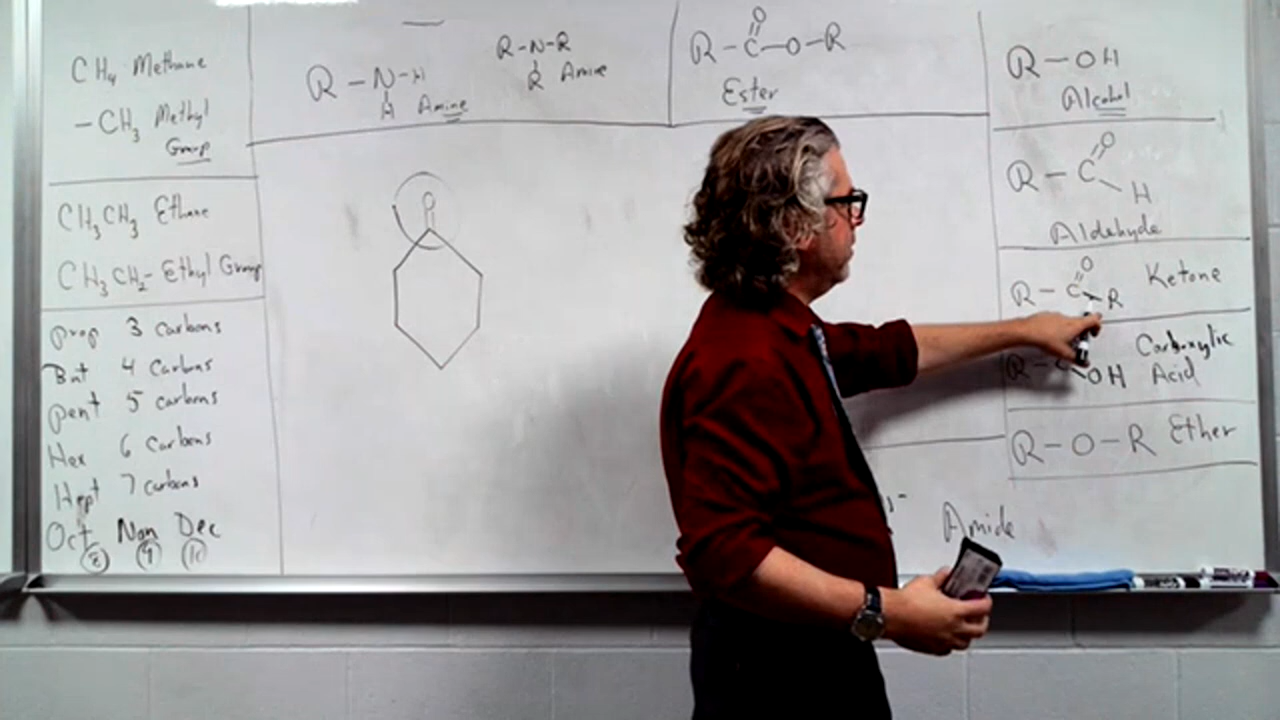 CH4 Methane
-CH3 Methyl
Group
CH3CH3 Ethane
CH3CH2- Ethyl Group
Prop 3 carbons
But 4 Carbons
Pent 5 carbons
Hex 6 Carbons
Hept 7 carbons
Oct Non Dec
8 9 10
R-N-H
H Amine
R-N-R
R Amine
O
R-C-O-R
Ester
O
R-OH
Alcohol
O
R-C
H
Aldehyde
O
R-C-R Ketone
Carboxylic
R-C OH Acid
R-O-R Ether
Amide